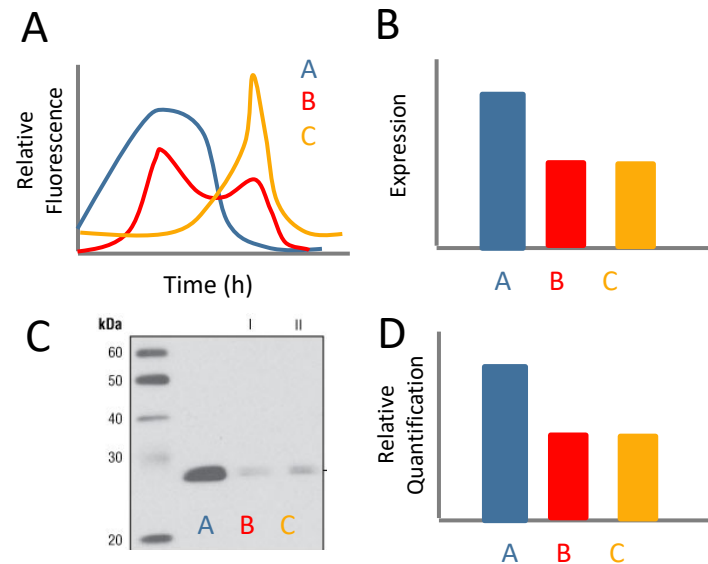 A
A
B
C
Relative
Fluorescence
Time (h)
B
Expression
A B C
C
kDa I II
60
50
40
30
20
A B C
D
Relative
Quantification
A B C